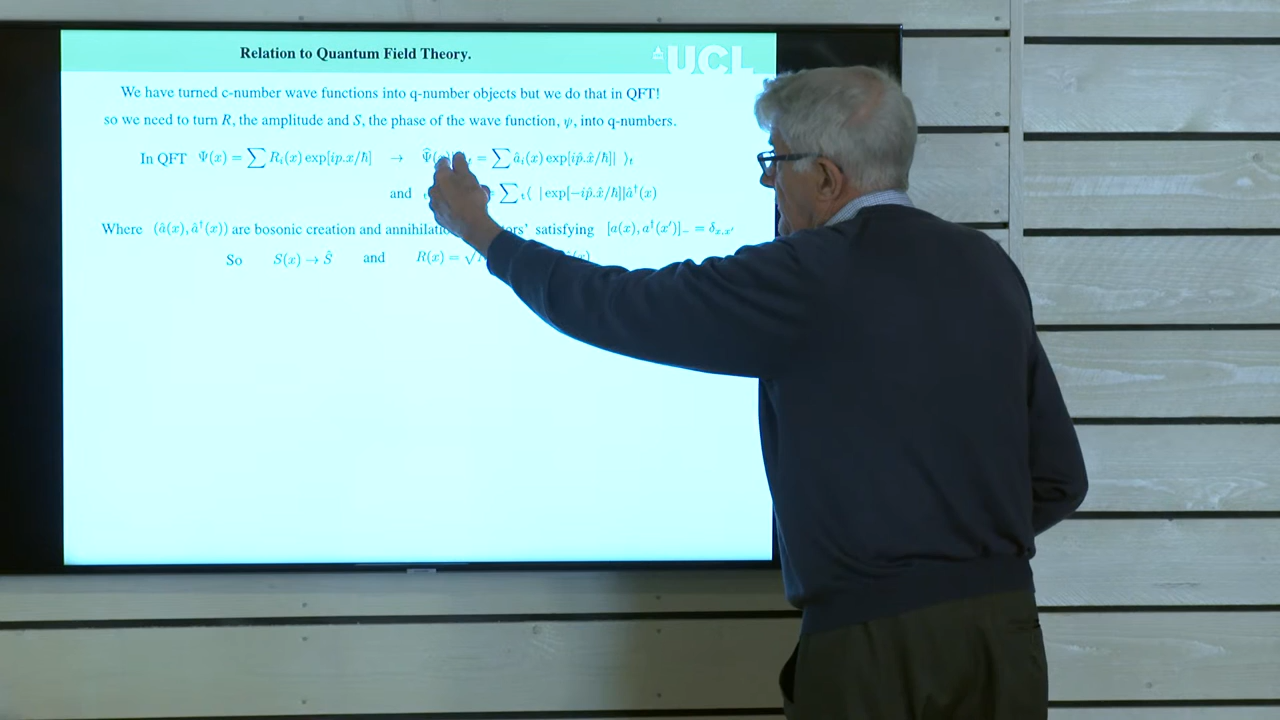 Relation to Quantum Field Theory.
UCL
We have turned c-number wave functions into q-number objects but we do that in QFT!
so we need to turn R, the amplitude and S, the phase of the wave function, ψ, into q-numbers.
In QFT Ψ(x) = ∑ R_i(x) exp[ip.x/ħ] → = ∑ â_i(x) exp[ip̂.x̂/ħ]| ⟩_t
and ∑ _t⟨ | exp[−ip̂.x̂/ħ]|â†(x)
Where (â(x), â†(x)) are bosonic creation and satisfying [a(x), a†(x′)]_− = δ_{x,x′}
So S(x) → Ŝ and R(x) =